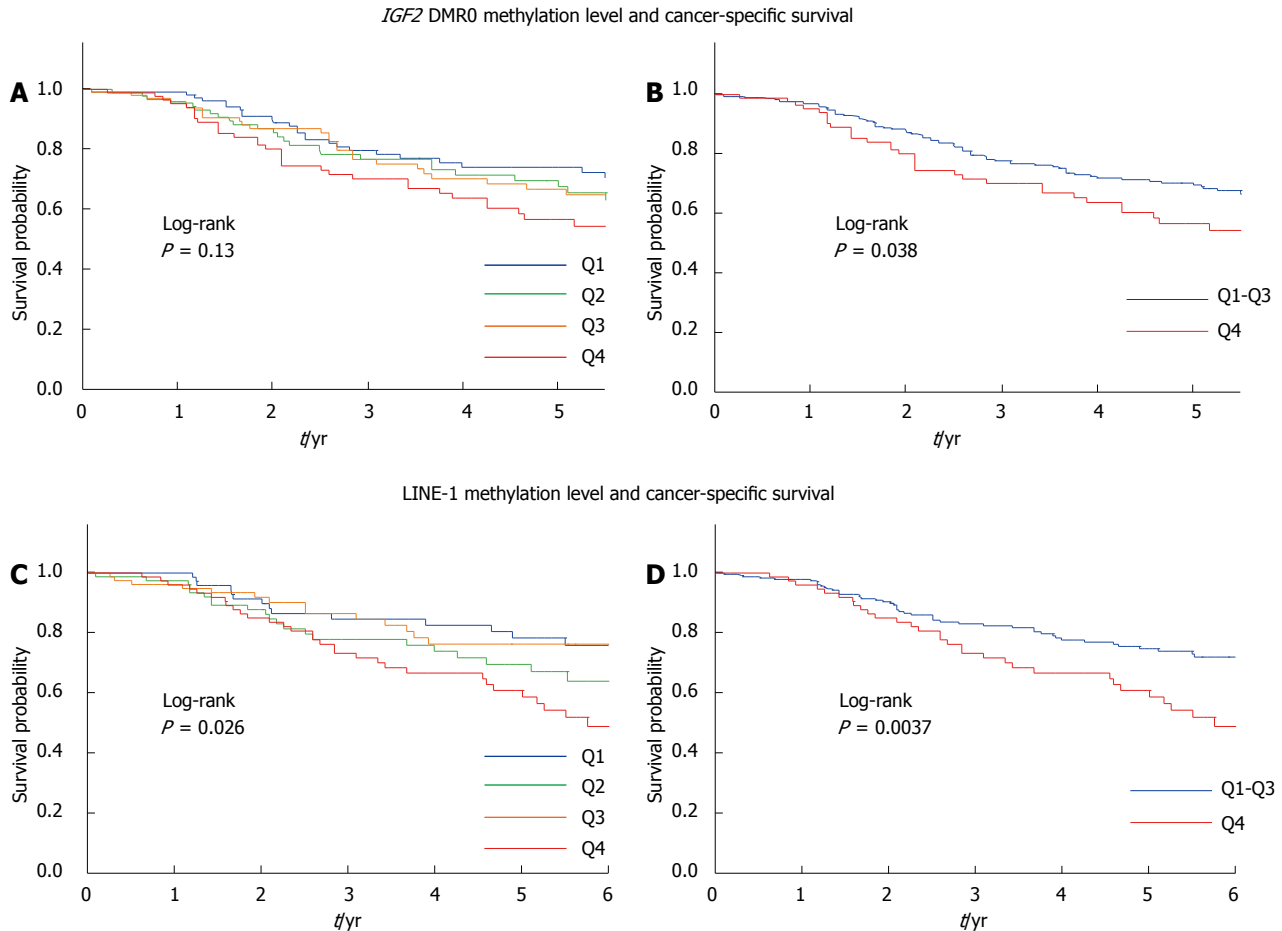 IGF2 DMR0 methylation level and cancer-specific survival
A
Survival probability
1.0
0.8
0.6
0.4
0.2
0.0
Log-rank
P = 0.13
Q1
Q2
Q3
Q4
0 1 2 3 4 5
t/yr
B
Survival probability
1.0
0.8
0.6
0.4
0.2
0.0
Log-rank
P = 0.038
Q1-Q3
Q4
0 1 2 3 4 5
t/yr
LINE-1 methylation level and cancer-specific survival
C
Survival probability
1.0
0.8
0.6
0.4
0.2
0.0
Log-rank
P = 0.026
Q1
Q2
Q3
Q4
0 1 2 3 4 5 6
t/yr
D
Survival probability
1.0
0.8
0.6
0.4
0.2
0.0
Log-rank
P = 0.0037
Q1-Q3
Q4
0 1 2 3 4 5 6
t/yr